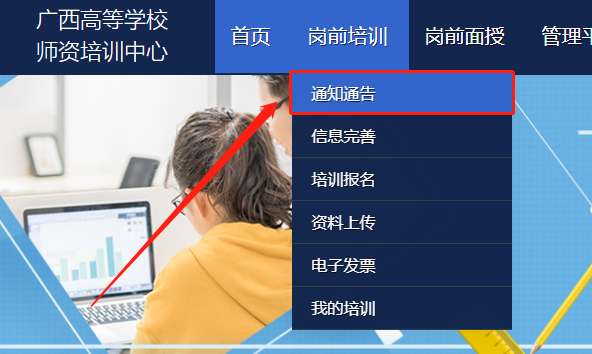 广西高等学校
师资培训中心
首页 岗前培训 岗前面授 管理平
通知通告
信息完善
培训报名
资料上传
电子发票
我的培训